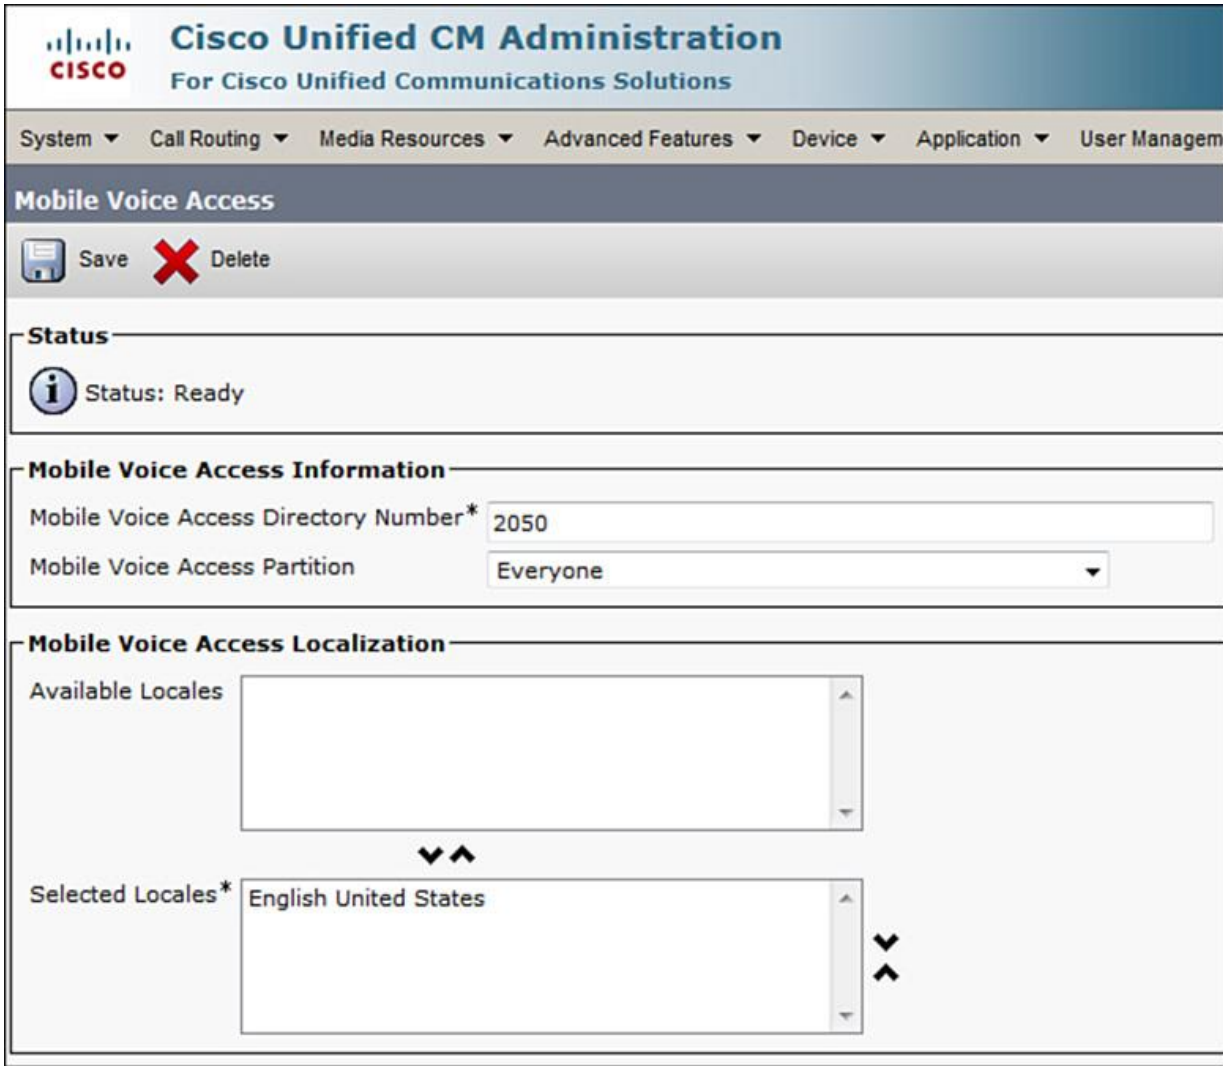 CISCO
Cisco Unified CM Administration
For Cisco Unified Communications Solutions
System Call Routing Media Resources Advanced Features Device Application User Managem
Mobile Voice Access
Save Delete
Status
Status: Ready
Mobile Voice Access Information
Mobile Voice Access Directory Number* 2050
Mobile Voice Access Partition Everyone
Mobile Voice Access Localization
Available Locales
Selected Locales* English United States